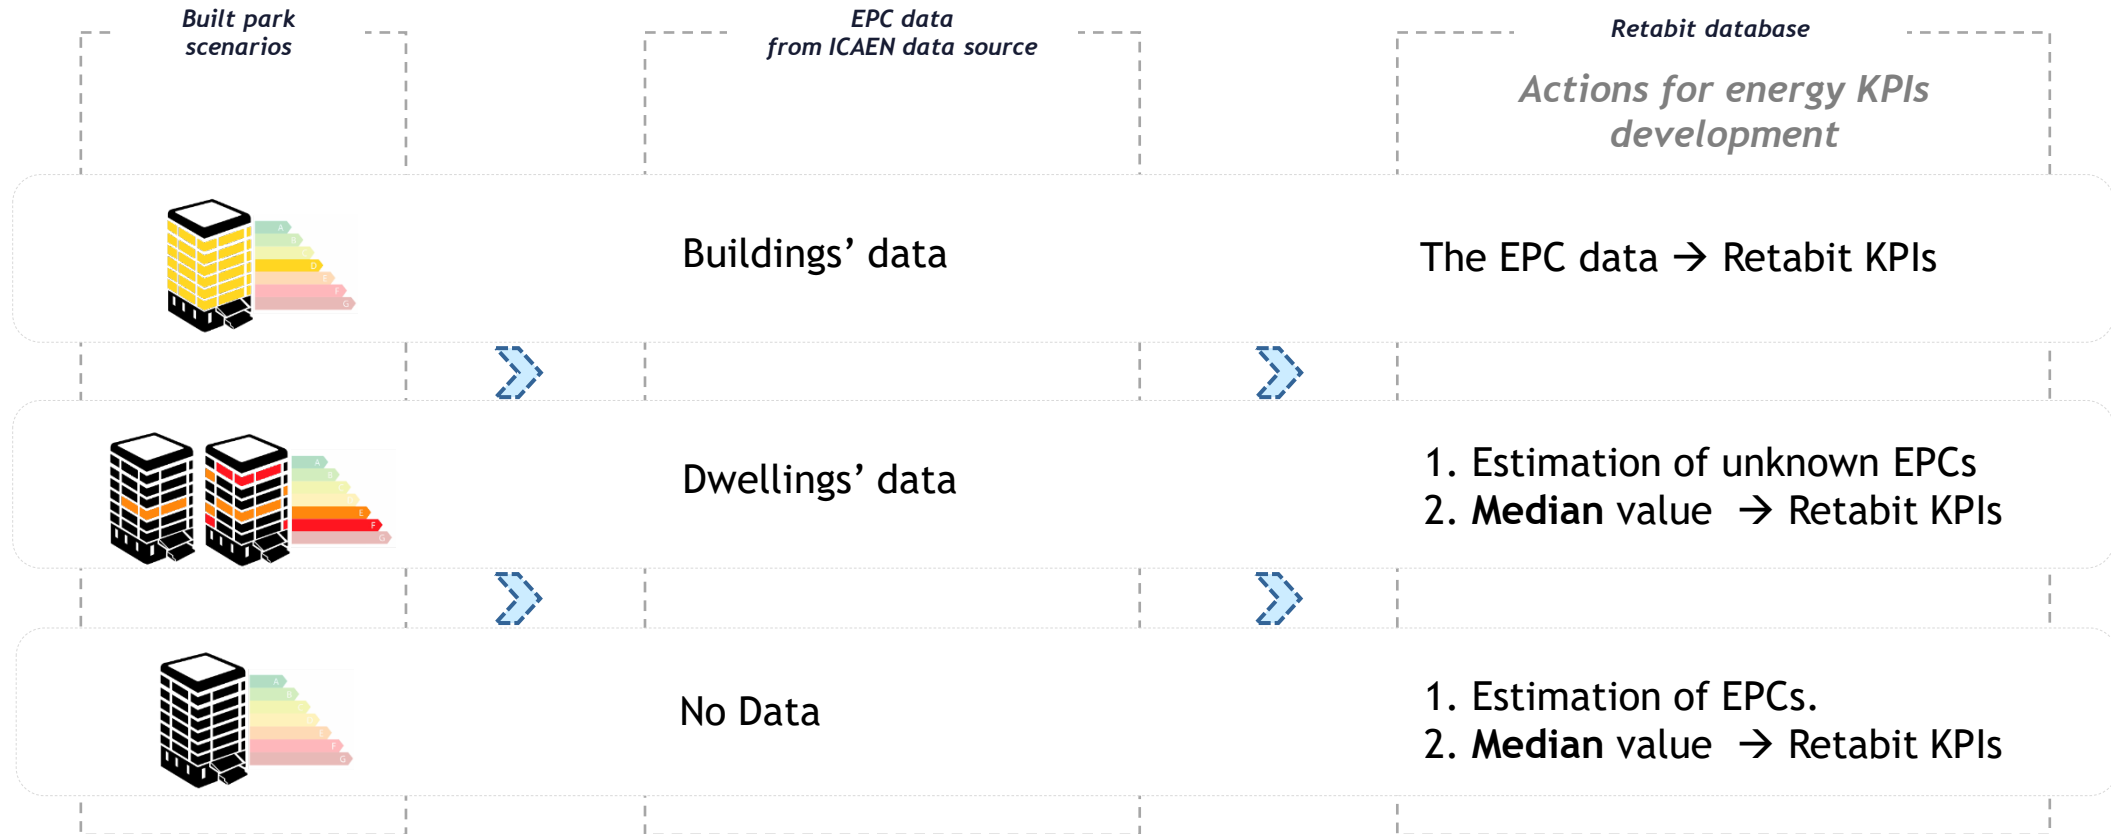 Built park
scenarios
EPC data
from ICAEN data source
Retabit database
Actions for energy KPIs
development
A
B
C
D
E
F
G
Buildings’ data
The EPC data → Retabit KPIs
A
B
C
E
F
G
Dwellings’ data
1. Estimation of unknown EPCs
2. Median value → Retabit KPIs
A
B
C
E
F
G
No Data
1. Estimation of EPCs.
2. Median value → Retabit KPIs